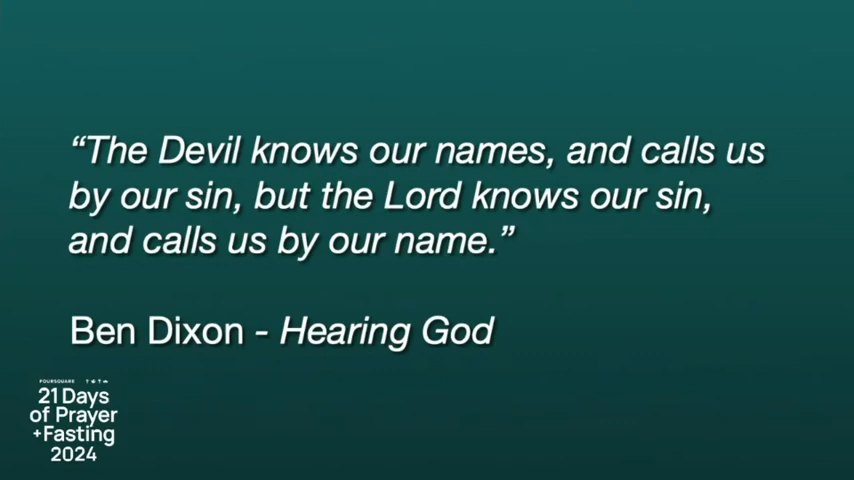 “The Devil knows our names, and calls us
by our sin, but the Lord knows our sin,
and calls us by our name.”
Ben Dixon - Hearing God
FOURSQUARE
21 Days
of Prayer
+Fasting
2024